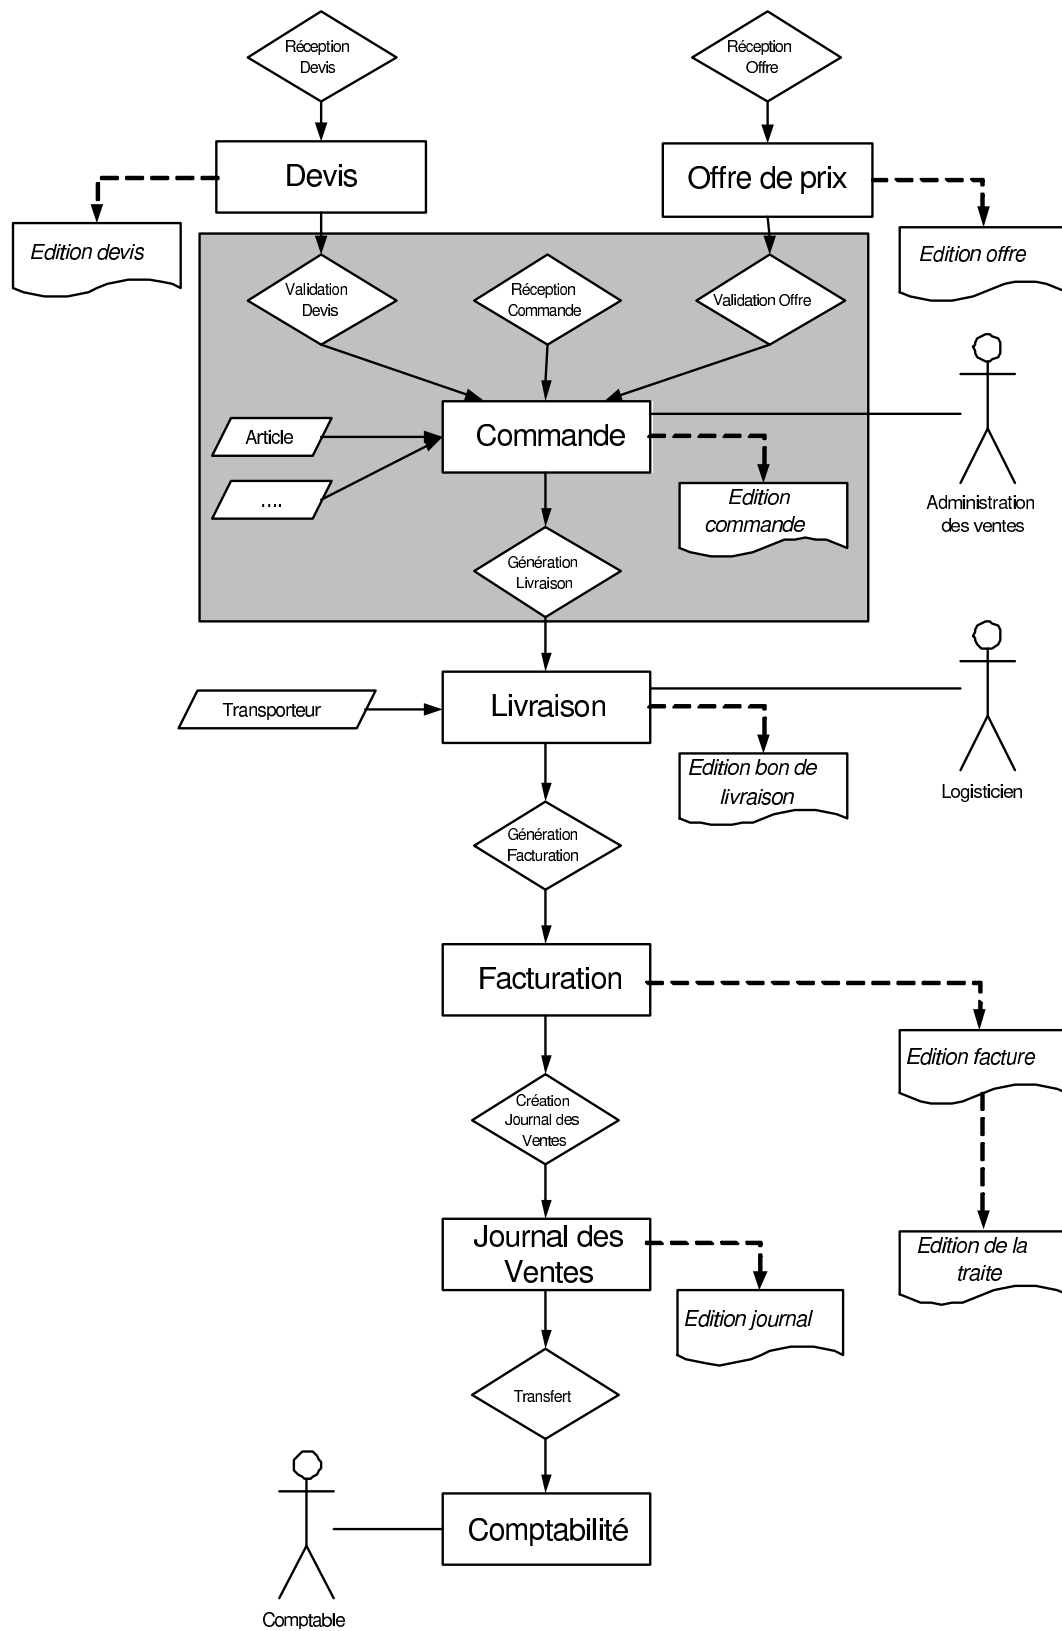 Réception
Devis
Réception
Offre
Devis
Offre de prix
Edition devis
Edition offre
Validation
Devis
Réception
Commande
Validation Offre
Article
Commande
....
Edition
commande
Administration
des ventes
Génération
Livraison
Transporteur
Livraison
Edition bon de
livraison
Logisticien
Génération
Facturation
Facturation
Edition facture
Création
Journal des
Ventes
Journal des
Ventes
Edition de la
traite
Edition journal
Transfert
Comptabilité
Comptable